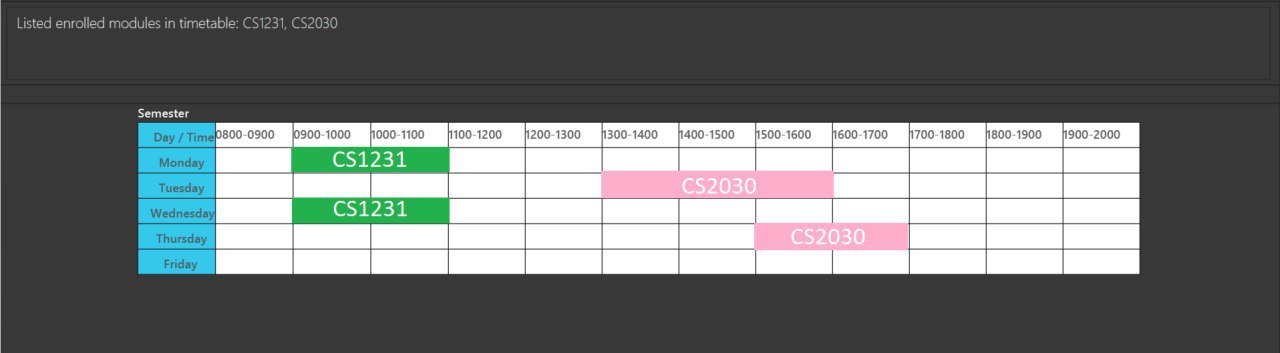 Listed enrolled modules in timetable: CS1231, CS2030
Semester
Day / Time 0800-0900 0900-1000 1000-1100 1100-1200 1200-1300 1300-1400 1400-1500 1500-1600 1600-1700 1700-1800 1800-1900 1900-2000
Monday CS1231
Tuesday CS2030
Wednesday CS1231
Thursday CS2030
Friday